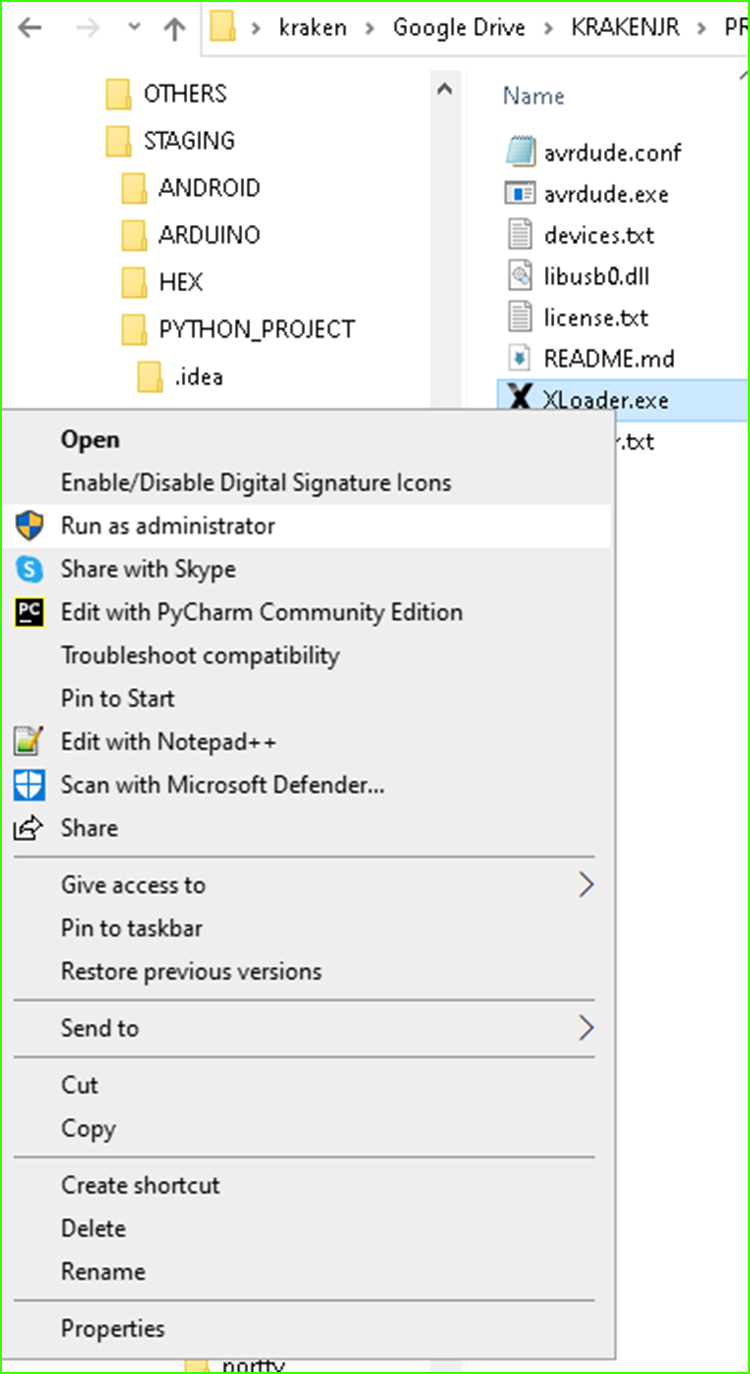 kraken > Google Drive > KRAKENJR >
OTHERS
STAGING
ANDROID
ARDUINO
HEX
PYTHON_PROJECT
.idea
Name
avrdude.conf
avrdude.exe
devices.txt
libusb0.dll
license.txt
README.md
XLoader.exe
.txt
Open
Enable/Disable Digital Signature Icons
Run as administrator
S
Share with Skype
PC
Edit with PyCharm Community Edition
Troubleshoot compatibility
Pin to Start
Edit with Notepad++
Scan with Microsoft Defender...
Share
Give access to
Pin to taskbar
Restore previous versions
Send to
Cut
Copy
Create shortcut
Delete
Rename
Properties